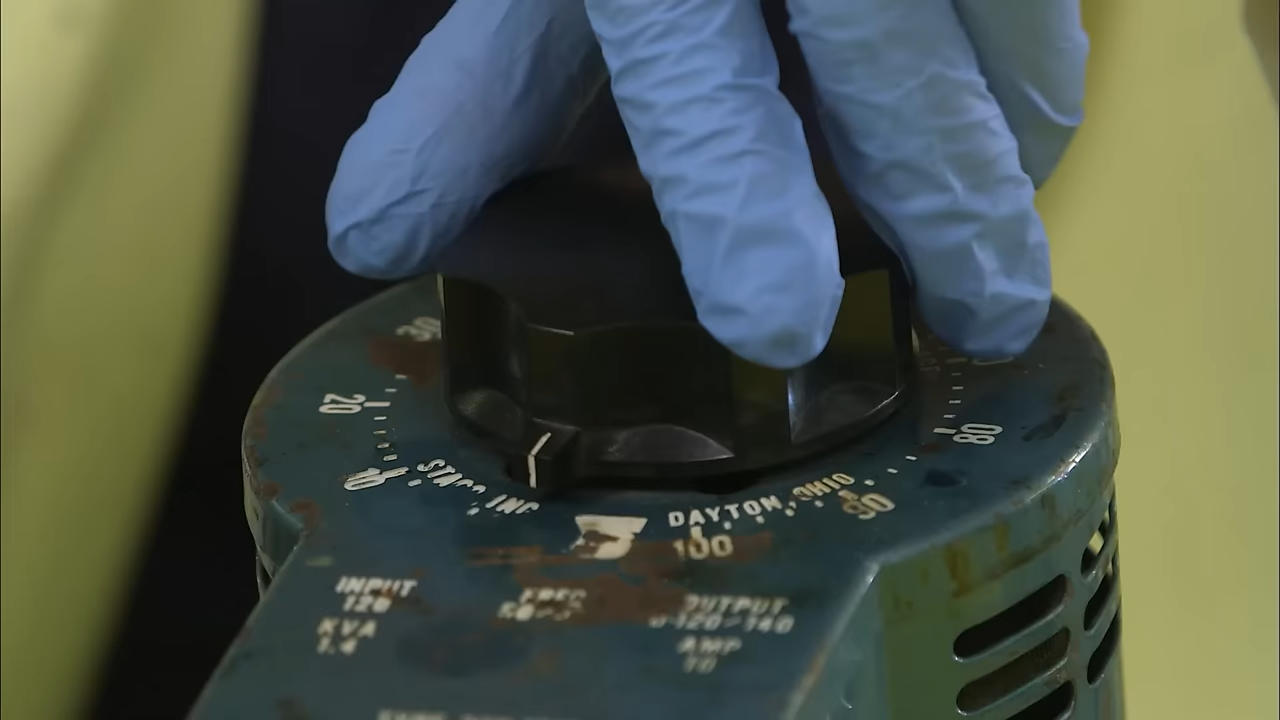 30
20
10
80
90
100
STACO INC
DAYTON, OHIO
INPUT
120
KVA
1.4
OUTPUT
0-120/140
AMP
10